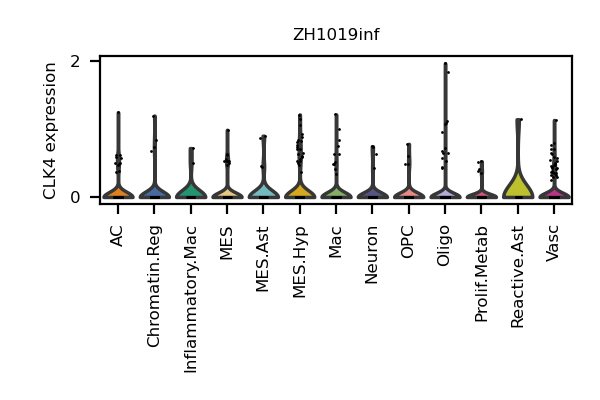 ZH1019inf
CLK4 expression
2
0
AC
Chromatin.Reg
Inflammatory.Mac
MES
MES.Ast
MES.Hyp
Mac
Neuron
OPC
Oligo
Prolif.Metab
Reactive.Ast
Vasc